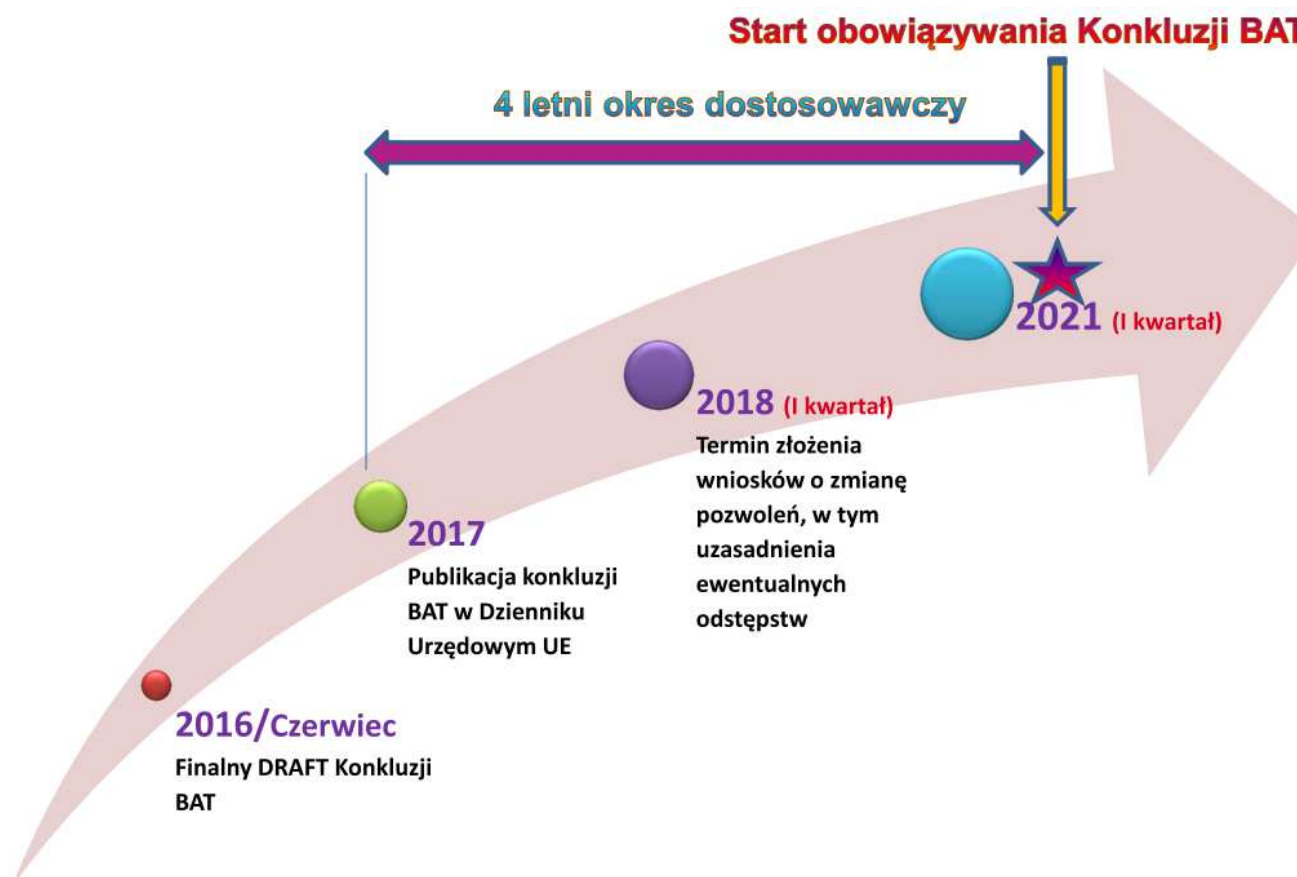 Start obowiązywania Konkluzji BAT
4 letni okres dostosowawczy
2021 (I kwartał)
2018 (I kwartał)
Termin złożenia
wniosków o zmianę
pozwoleń, w tym
uzasadnienia
ewentualnych
odstępstw
2017
Publikacja konkluzji
BAT w Dzienniku
Urzędowym UE
2016/Czerwiec
Finalny DRAFT Konkluzji
BAT